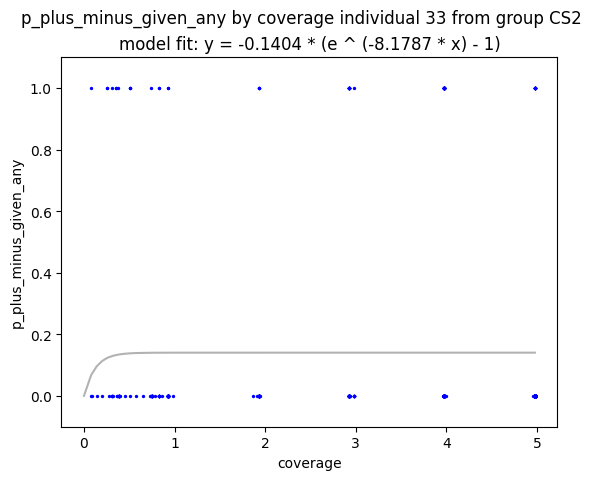 p_plus_minus_given_any by coverage individual 33 from group CS2
model fit: y = -0.1404 * (e ^ (-8.1787 * x) - 1)
1.0
0.8
0.6
0.4
0.2
0.0
p_plus_minus_given_any
0 1 2 3 4 5
coverage